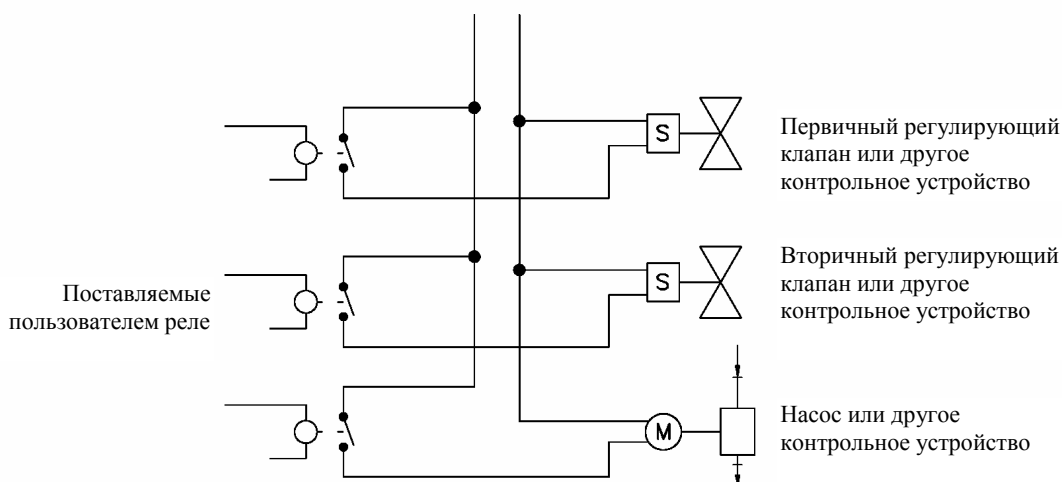 S
Первичный регулирующий
клапан или другое
контрольное устройство
Поставляемые
пользователем реле
S
Вторичный регулирующий
клапан или другое
контрольное устройство
M
Насос или другое
контрольное устройство